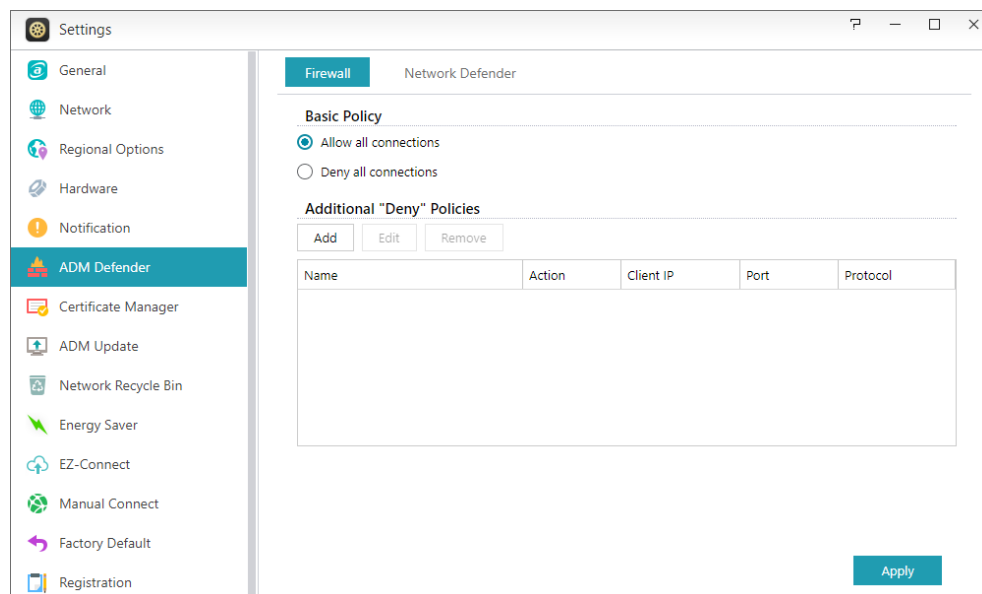 Settings
General
Network
Regional Options
Hardware
Notification
ADM Defender
Certificate Manager
ADM Update
Network Recycle Bin
Energy Saver
EZ-Connect
Manual Connect
Factory Default
Registration
Firewall Network Defender
Basic Policy
Allow all connections
Deny all connections
Additional "Deny" Policies
Add Edit Remove
Name Action Client IP Port Protocol
Apply